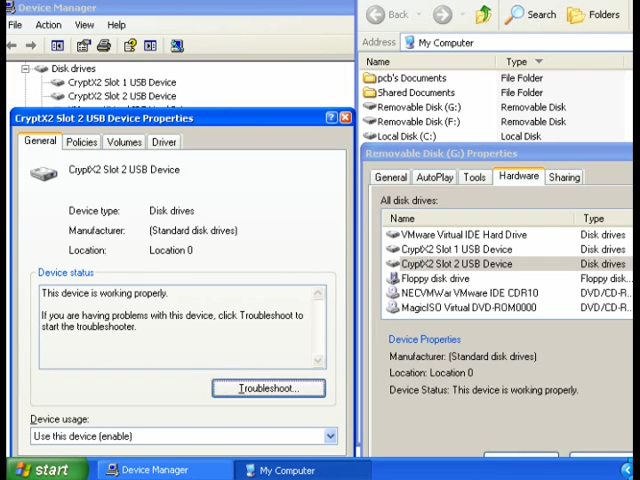 Device Manager
File Action View Help
Disk drives
CryptX2 Slot 1 USB Device
CryptX2 Slot 2 USB Device
CryptX2 Slot 2 USB Device Properties
General Policies Volumes Driver
CryptX2 Slot 2 USB Device
Device type: Disk drives
Manufacturer: (Standard disk drives)
Location: Location 0
Device status
This device is working properly.
If you are having problems with this device, click Troubleshoot to
start the troubleshooter.
Troubleshoot...
Device usage:
Use this device (enable)
Back Search Folders
Address My Computer
Name Type
pcb's Documents File Folder
Shared Documents File Folder
Removable Disk (G:) Removable Disk
Removable Disk (F:) Removable Disk
Local Disk (C:) Local Disk
Removable Disk (G:) Properties
General AutoPlay Tools Hardware Sharing
All disk drives:
Name Type
VMware Virtual IDE Hard Drive Disk drives
CryptX2 Slot 1 USB Device Disk drives
CryptX2 Slot 2 USB Device Disk drives
Floppy disk drive Floppy disk...
NECVMWar VMware IDE CDR10 DVD/CD-R...
MagicISO Virtual DVD-ROM0000 DVD/CD-R...
Device Properties
Manufacturer: (Standard disk drives)
Location: Location 0
Device Status: This device is working properly.
start Device Manager My Computer